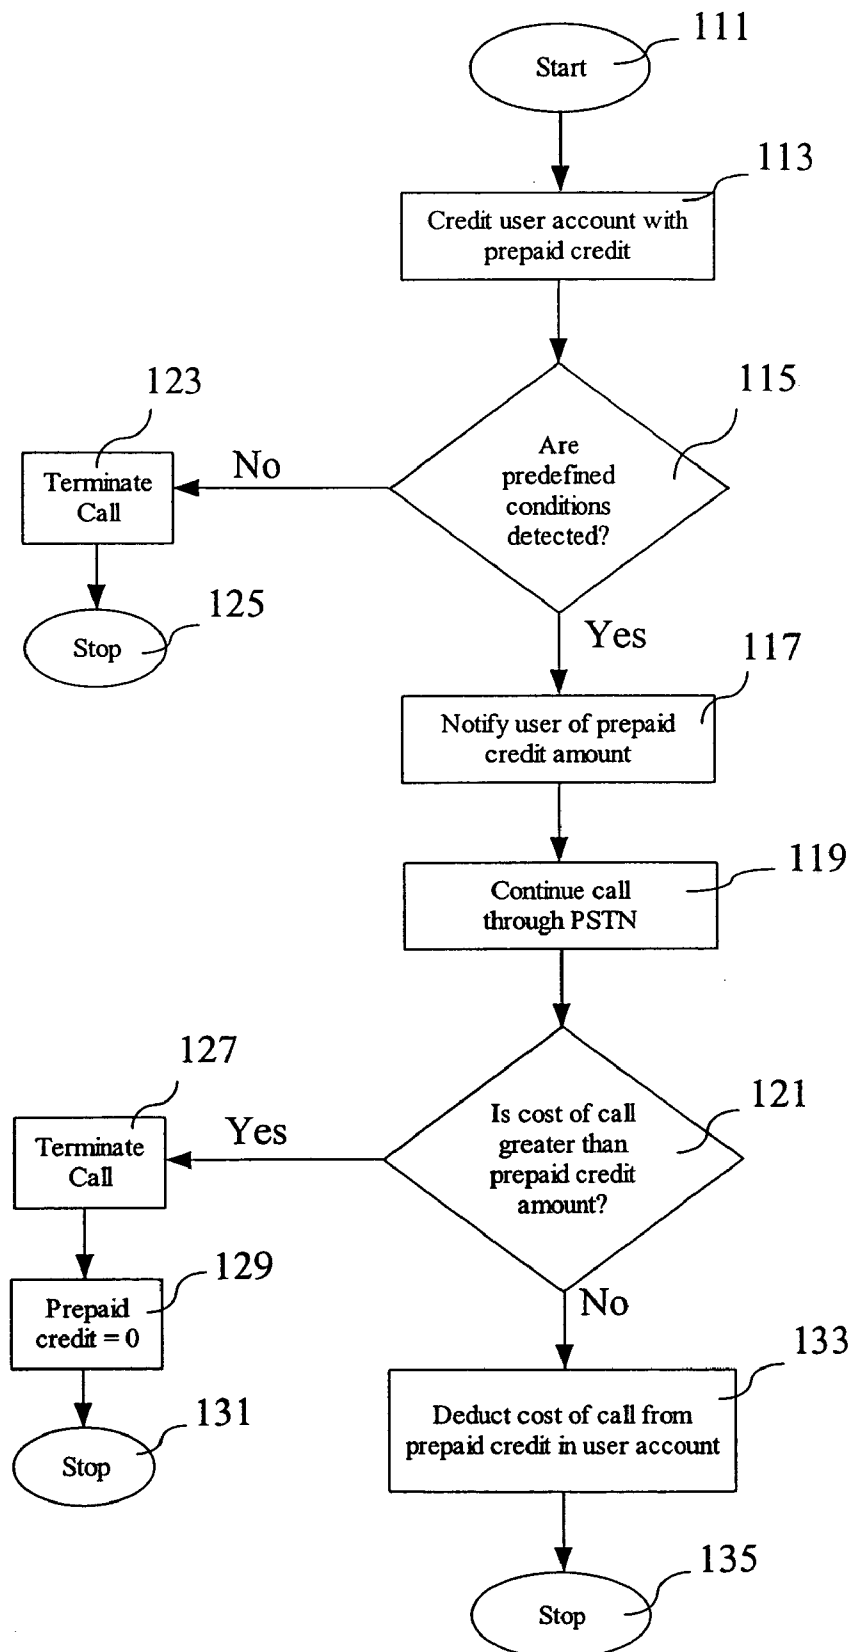 111
Start
113
Credit user account with
prepaid credit
115
Are
predefined
conditions
detected?
No
123
Terminate
Call
125
Stop
Yes
117
Notify user of prepaid
credit amount
119
Continue call
through PSTN
121
Is cost of call
greater than
prepaid credit
amount?
Yes
127
Terminate
Call
129
Prepaid
credit = 0
131
Stop
No
133
Deduct cost of call from
prepaid credit in user account
135
Stop